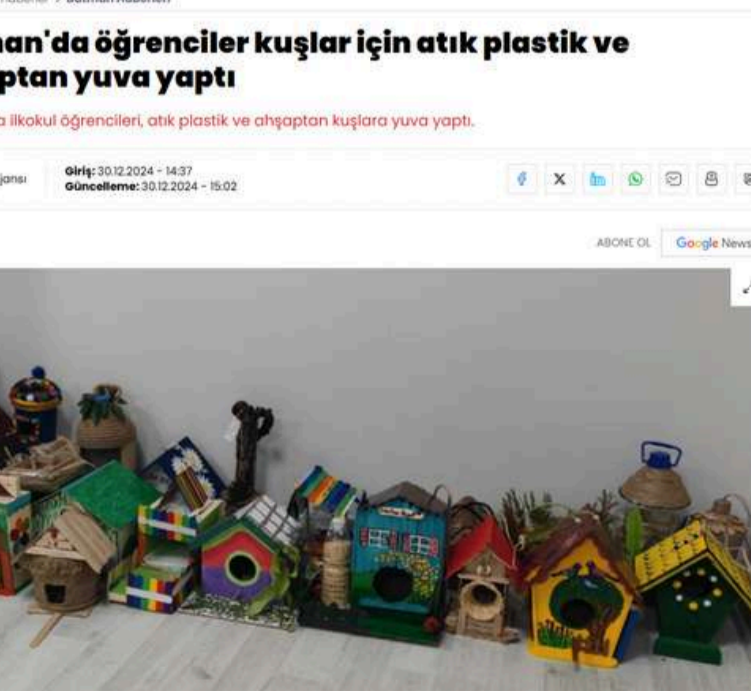 an'da öğrenciler kuşlar için atık plastik ve
ptan yuva yaptı
a ilkokul öğrencileri, atık plastik ve ahşaptan kuşlara yuva yaptı.
jansı
Giriş: 30.12.2024 - 14:37
Güncelleme: 30.12.2024 - 15:02
ABONE OL
Google News